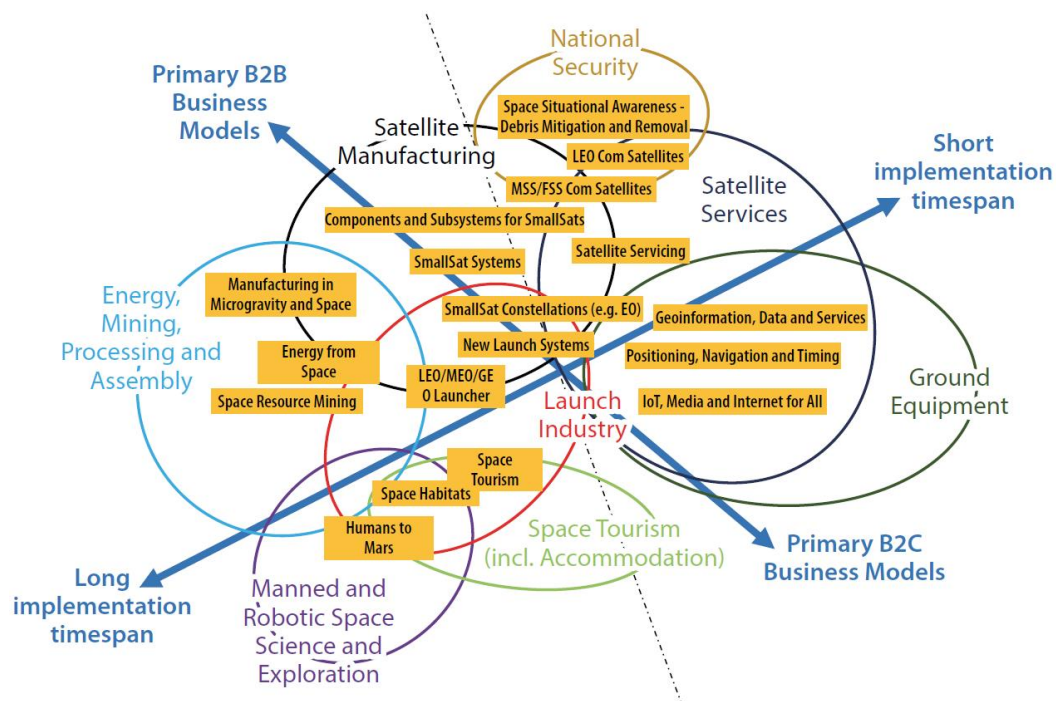 National
Security
Primary B2B
Business
Models
Space Situational Awareness -
Debris Mitigation and Removal
Satellite
Manufacturing
Short
implementation
timespan
LEO Com Satellites
MSS/FSS Com Satellites
Satellite
Services
Components and Subsystems for SmallSats
Satellite Servicing
SmallSat Systems
Manufacturing in
Microgravity and Space
Energy,
Mining,
Processing and
Assembly
SmallSat Constellations (e.g. EO)
Geoinformation, Data and Services
New Launch Systems
Positioning, Navigation and Timing
Energy from
Space
LEO/MEO/GE
O Launcher
Space Resource Mining
IoT, Media and Internet for All
Ground
Equipment
Launch
Industry
Space
Tourism
Space Habitats
Humans to
Mars
Space Tourism
(incl. Accommodation)
Primary B2C
Business Models
Long
implementation
timespan
Manned and
Robotic Space
Science and
Exploration